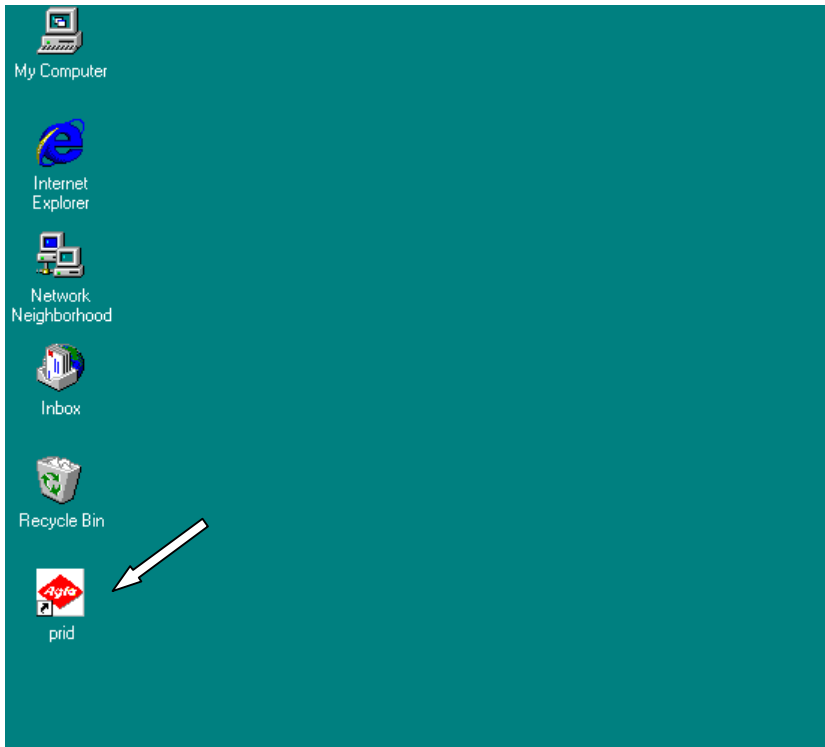 My Computer
Internet
Explorer
Network
Neighborhood
Inbox
Recycle Bin
Agfa
prid